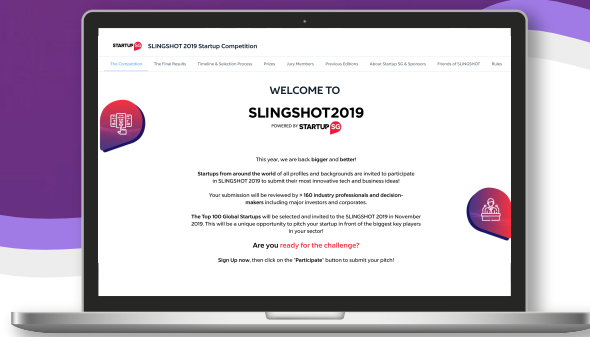 STARTUP SG SLINGSHOT 2019 Startup Competition
The Competition The Final Results Timeline & Selection Process Prizes Jury Members Previous Editions About Startup SG & Sponsors Friends of SLINGSHOT Rules
WELCOME TO
SLINGSHOT2019
POWERED BY STARTUP SG
This year, we are back bigger and better!
Startups from around the world of all profiles and backgrounds are invited to participate
in SLINGSHOT 2019 to submit their most innovative tech and business ideas!
Your submission will be reviewed by > 160 industry professionals and decision-
makers including major investors and corporates.
The Top 100 Global Startups will be selected and invited to the SLINGSHOT 2019 in November
2019. This will be a unique opportunity to pitch your startup in front of the biggest key players
in your sector!
Are you ready for the challenge?
Sign Up now, then click on the "Participate" button to submit your pitch!